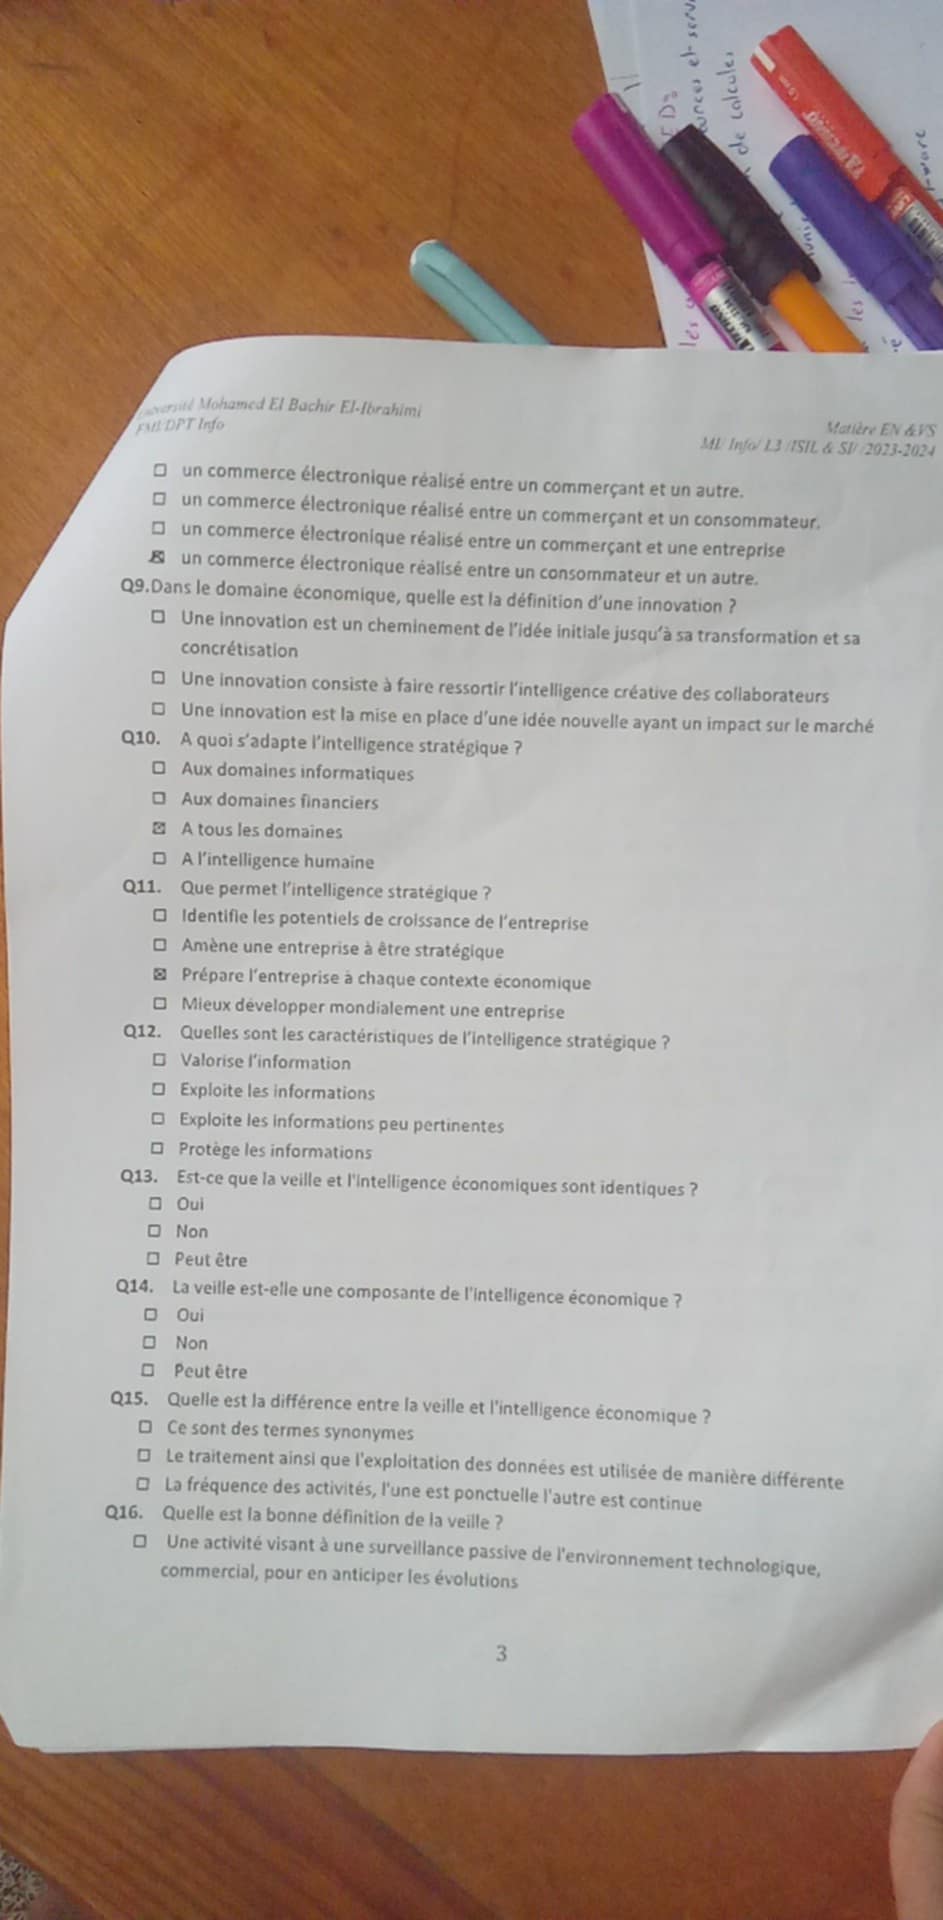 de calcules
Université Mohamed El Bachir El-Ibrahimi
FMI/DPT Info
Matière EN &VS
MI/ Info/ L3 /ISIL & SI/ /2023-2024
☐ un commerce électronique réalisé entre un commerçant et un autre.
☐ un commerce électronique réalisé entre un commerçant et un consommateur.
☐ un commerce électronique réalisé entre un commerçant et une entreprise
☒ un commerce électronique réalisé entre un consommateur et un autre.
Q9.Dans le domaine économique, quelle est la définition d'une innovation ?
☐ Une innovation est un cheminement de l'idée initiale jusqu'à sa transformation et sa
concrétisation
☐ Une innovation consiste à faire ressortir l'intelligence créative des collaborateurs
☐ Une innovation est la mise en place d'une idée nouvelle ayant un impact sur le marché
Q10. A quoi s'adapte l'intelligence stratégique ?
☐ Aux domaines informatiques
☐ Aux domaines financiers
☒ A tous les domaines
☐ A l'intelligence humaine
Q11. Que permet l'intelligence stratégique ?
☐ Identifie les potentiels de croissance de l'entreprise
☐ Amène une entreprise à être stratégique
☒ Prépare l'entreprise à chaque contexte économique
☐ Mieux développer mondialement une entreprise
Q12. Quelles sont les caractéristiques de l'intelligence stratégique ?
☐ Valorise l'information
☐ Exploite les informations
☐ Exploite les informations peu pertinentes
☐ Protège les informations
Q13. Est-ce que la veille et l'intelligence économiques sont identiques ?
☐ Oui
☐ Non
☐ Peut être
Q14. La veille est-elle une composante de l'intelligence économique ?
☐ Oui
☐ Non
☐ Peut être
Q15. Quelle est la différence entre la veille et l'intelligence économique ?
☐ Ce sont des termes synonymes
☐ Le traitement ainsi que l'exploitation des données est utilisée de manière différente
☐ La fréquence des activités, l'une est ponctuelle l'autre est continue
Q16. Quelle est la bonne définition de la veille ?
☐ Une activité visant à une surveillance passive de l'environnement technologique,
commercial, pour en anticiper les évolutions
3